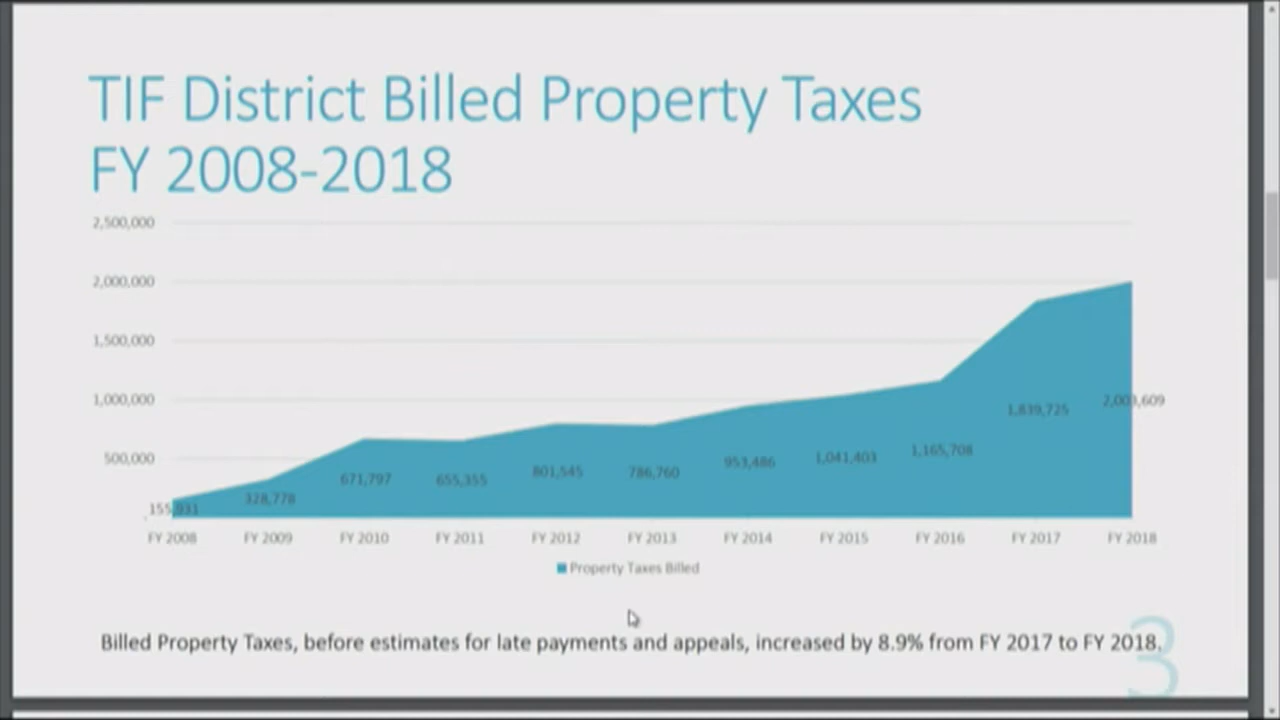 TIF District Billed Property Taxes
FY 2008-2018
2,500,000
2,000,000
1,500,000
1,000,000
500,000
-
155,931
328,778
671,797
655,355
801,545
786,760
953,486
1,041,403
1,165,708
1,839,725
2,003,609
FY 2008
FY 2009
FY 2010
FY 2011
FY 2012
FY 2013
FY 2014
FY 2015
FY 2016
FY 2017
FY 2018
Property Taxes Billed
Billed Property Taxes, before estimates for late payments and appeals, increased by 8.9% from FY 2017 to FY 2018.
3